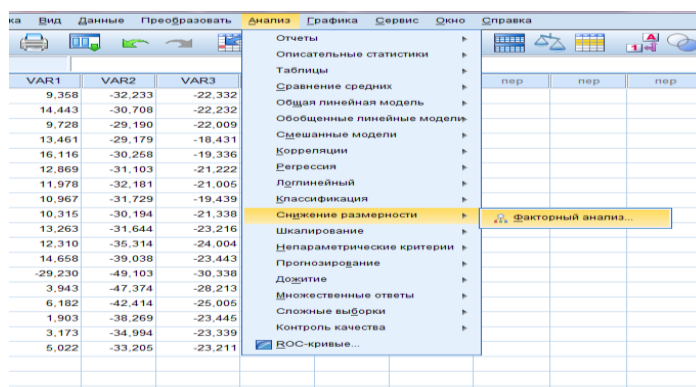 ка Вид Данные Преобразовать Анализ Графика Сервис Окно Справка
Отчеты
Описательные статистики
Таблицы
Сравнение средних
Общая линейная модель
Обобщенные линейные модели
Смешанные модели
Корреляции
Регрессия
Логлинейный
Классификация
Снижение размерности
Факторный анализ...
Шкалирование
Непараметрические критерии
Прогнозирование
Дожитие
Множественные ответы
Сложные выборки
Контроль качества
ROC-кривые...
VAR1 VAR2 VAR3 пер пер пер
9,358 -32,233 -22,332
14,443 -30,708 -22,232
9,728 -29,190 -22,009
13,461 -29,179 -18,431
16,116 -30,258 -19,336
12,869 -31,103 -21,222
11,978 -32,181 -21,005
10,967 -31,729 -19,439
10,315 -30,194 -21,338
13,263 -31,644 -23,216
12,310 -35,314 -24,004
14,658 -39,038 -23,443
-29,230 -49,103 -30,338
3,943 -47,374 -28,213
6,182 -42,414 -25,005
1,903 -38,269 -23,445
3,173 -34,994 -23,339
5,022 -33,205 -23,211